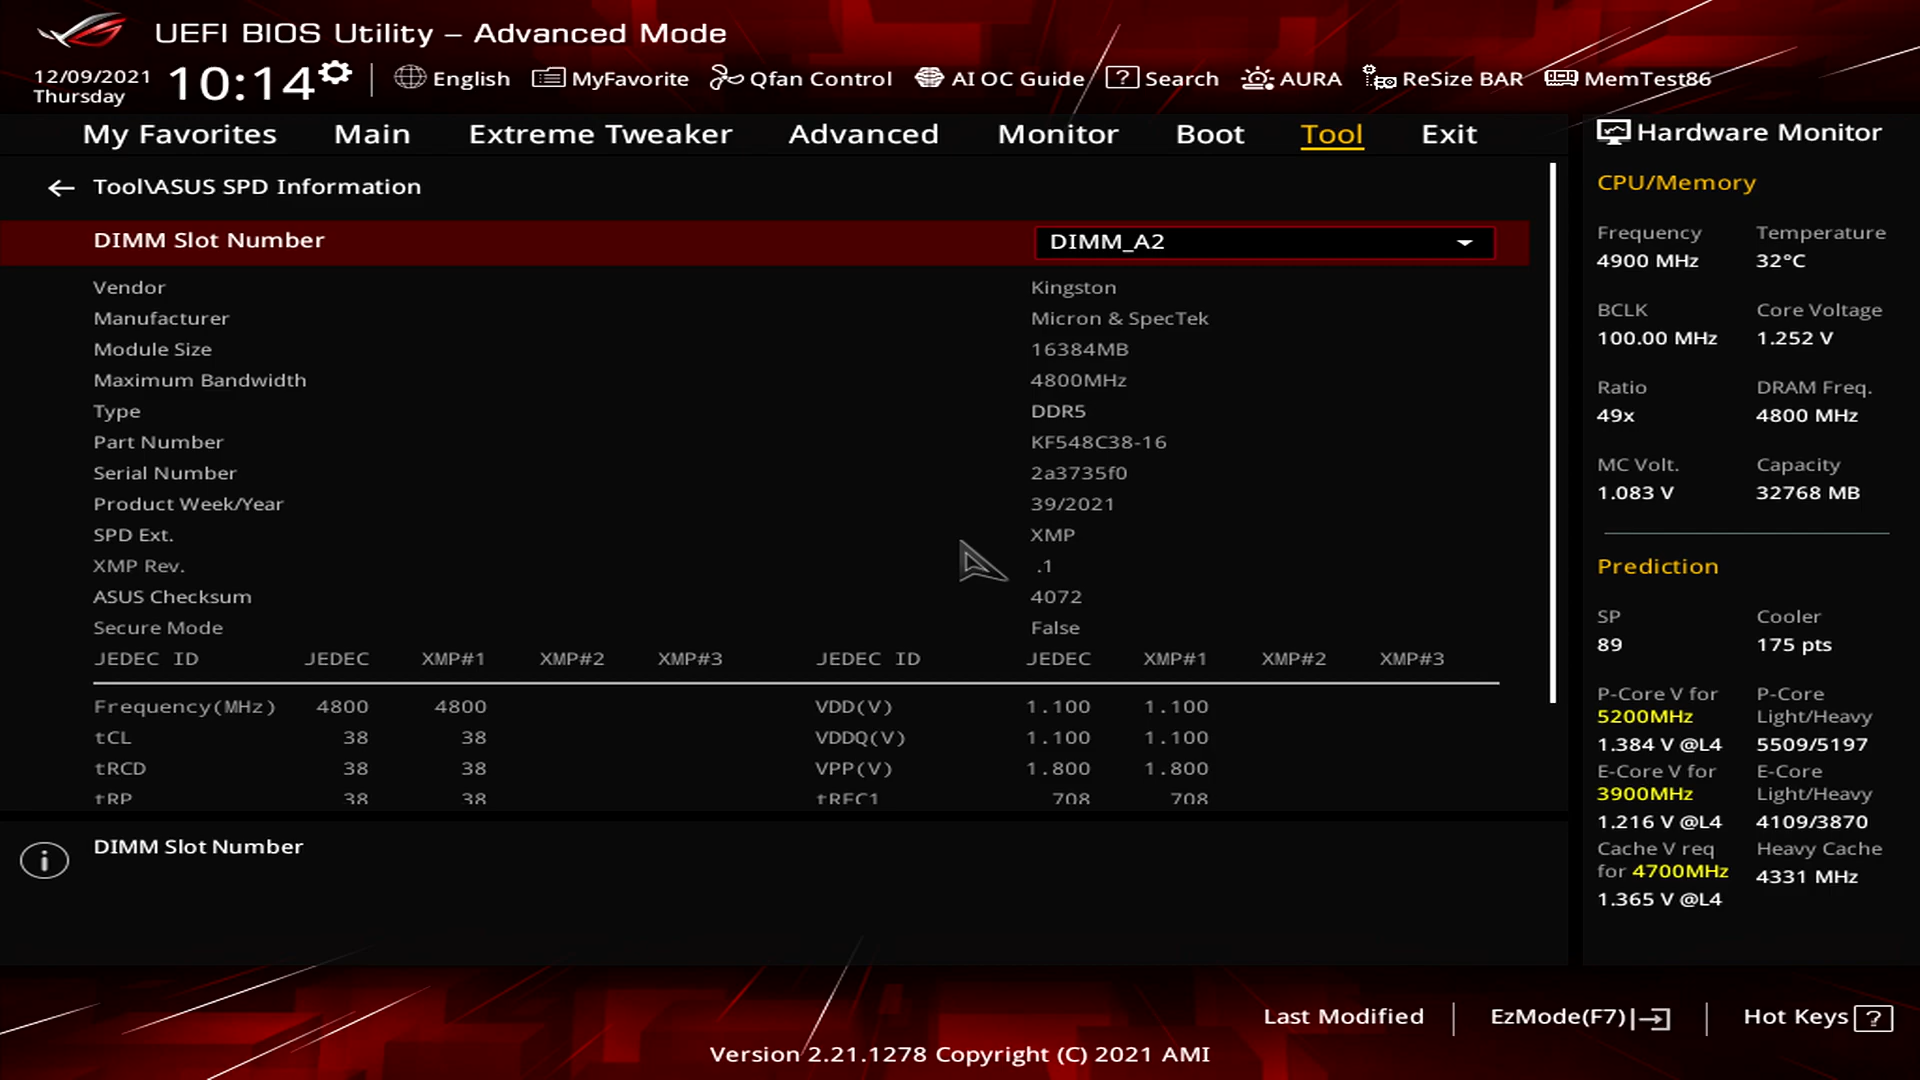 UEFI BIOS Utility – Advanced Mode
12/09/2021
Thursday
10:14
English MyFavorite Qfan Control AI OC Guide ? Search AURA ReSize BAR MemTest86
My Favorites Main Extreme Tweaker Advanced Monitor Boot Tool Exit
Tool\ASUS SPD Information
DIMM Slot Number DIMM_A2
Vendor Kingston
Manufacturer Micron & SpecTek
Module Size 16384MB
Maximum Bandwidth 4800MHz
Type DDR5
Part Number KF548C38-16
Serial Number 2a3735f0
Product Week/Year 39/2021
SPD Ext. XMP
XMP Rev. .1
ASUS Checksum 4072
Secure Mode False
JEDEC ID JEDEC XMP#1 XMP#2 XMP#3 JEDEC ID JEDEC XMP#1 XMP#2 XMP#3
Frequency(MHz) 4800 4800 VDD(V) 1.100 1.100
tCL 38 38 VDDQ(V) 1.100 1.100
tRCD 38 38 VPP(V) 1.800 1.800
tRP 38 38 tRFC1 708 708
i DIMM Slot Number
Hardware Monitor
CPU/Memory
Frequency Temperature
4900 MHz 32°C
BCLK Core Voltage
100.00 MHz 1.252 V
Ratio DRAM Freq.
49x 4800 MHz
MC Volt. Capacity
1.083 V 32768 MB
Prediction
SP Cooler
89 175 pts
P-Core V for P-Core
5200MHz Light/Heavy
1.384 V @L4 5509/5197
E-Core V for E-Core
3900MHz Light/Heavy
1.216 V @L4 4109/3870
Cache V req Heavy Cache
for 4700MHz 4331 MHz
1.365 V @L4
Last Modified EzMode(F7) Hot Keys ?
Version 2.21.1278 Copyright (C) 2021 AMI